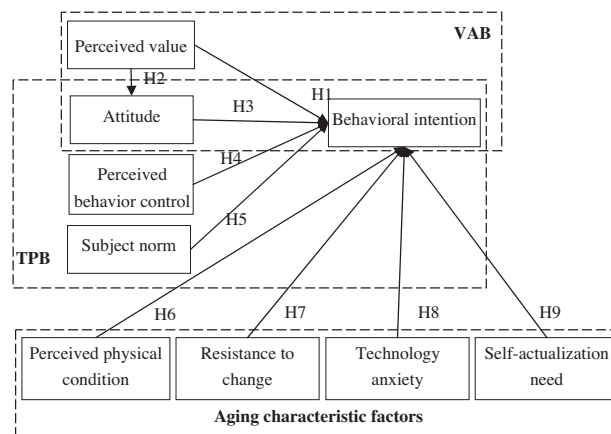 VAB
Perceived value
H2
H1
Attitude
H3
Behavioral intention
H4
Perceived
behavior control
H5
Subject norm
TPB
H6
H7
H8
H9
Perceived physical
condition
Resistance to
change
Technology
anxiety
Self-actualization
need
Aging characteristic factors